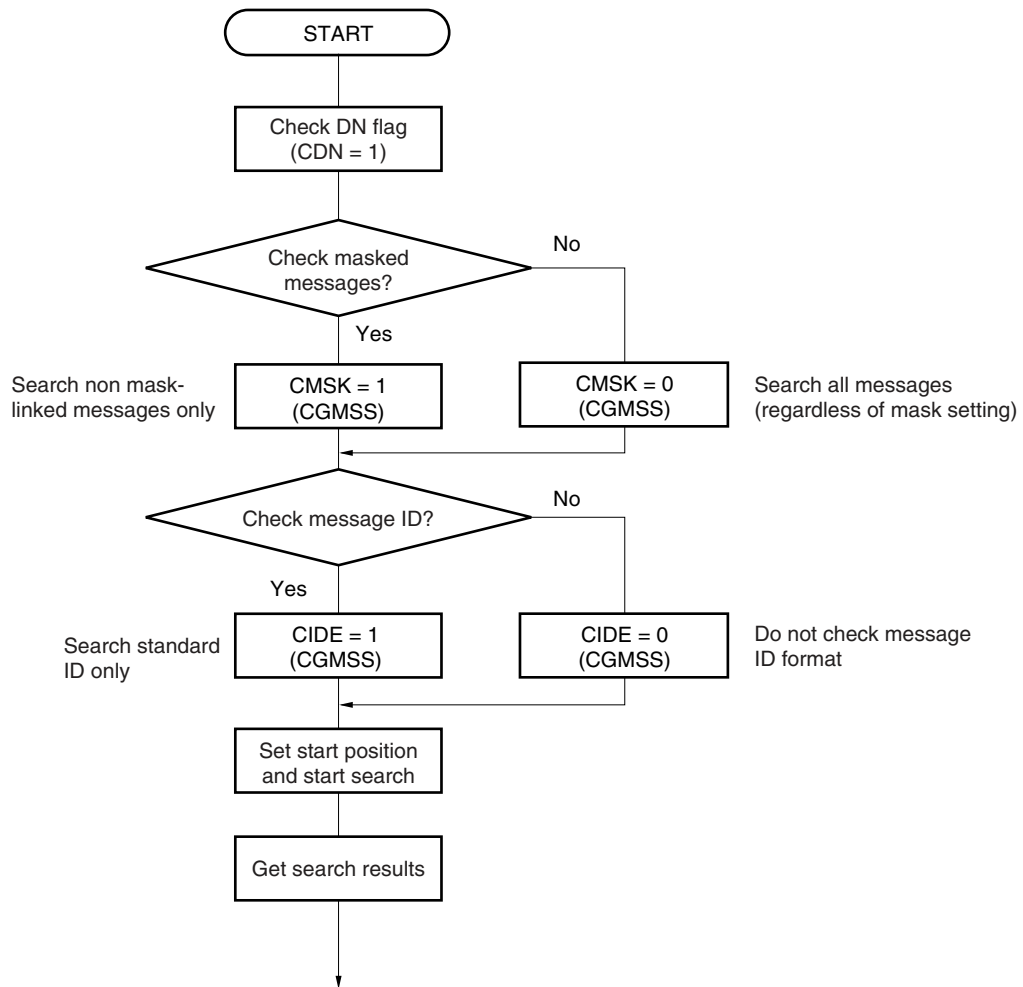 START
Check DN flag
(CDN = 1)
Check masked
messages?
No
Yes
Search non mask-
linked messages only
CMSK = 1
(CGMSS)
CMSK = 0
(CGMSS)
Search all messages
(regardless of mask setting)
Check message ID?
No
Yes
Search standard
ID only
CIDE = 1
(CGMSS)
CIDE = 0
(CGMSS)
Do not check message
ID format
Set start position
and start search
Get search results